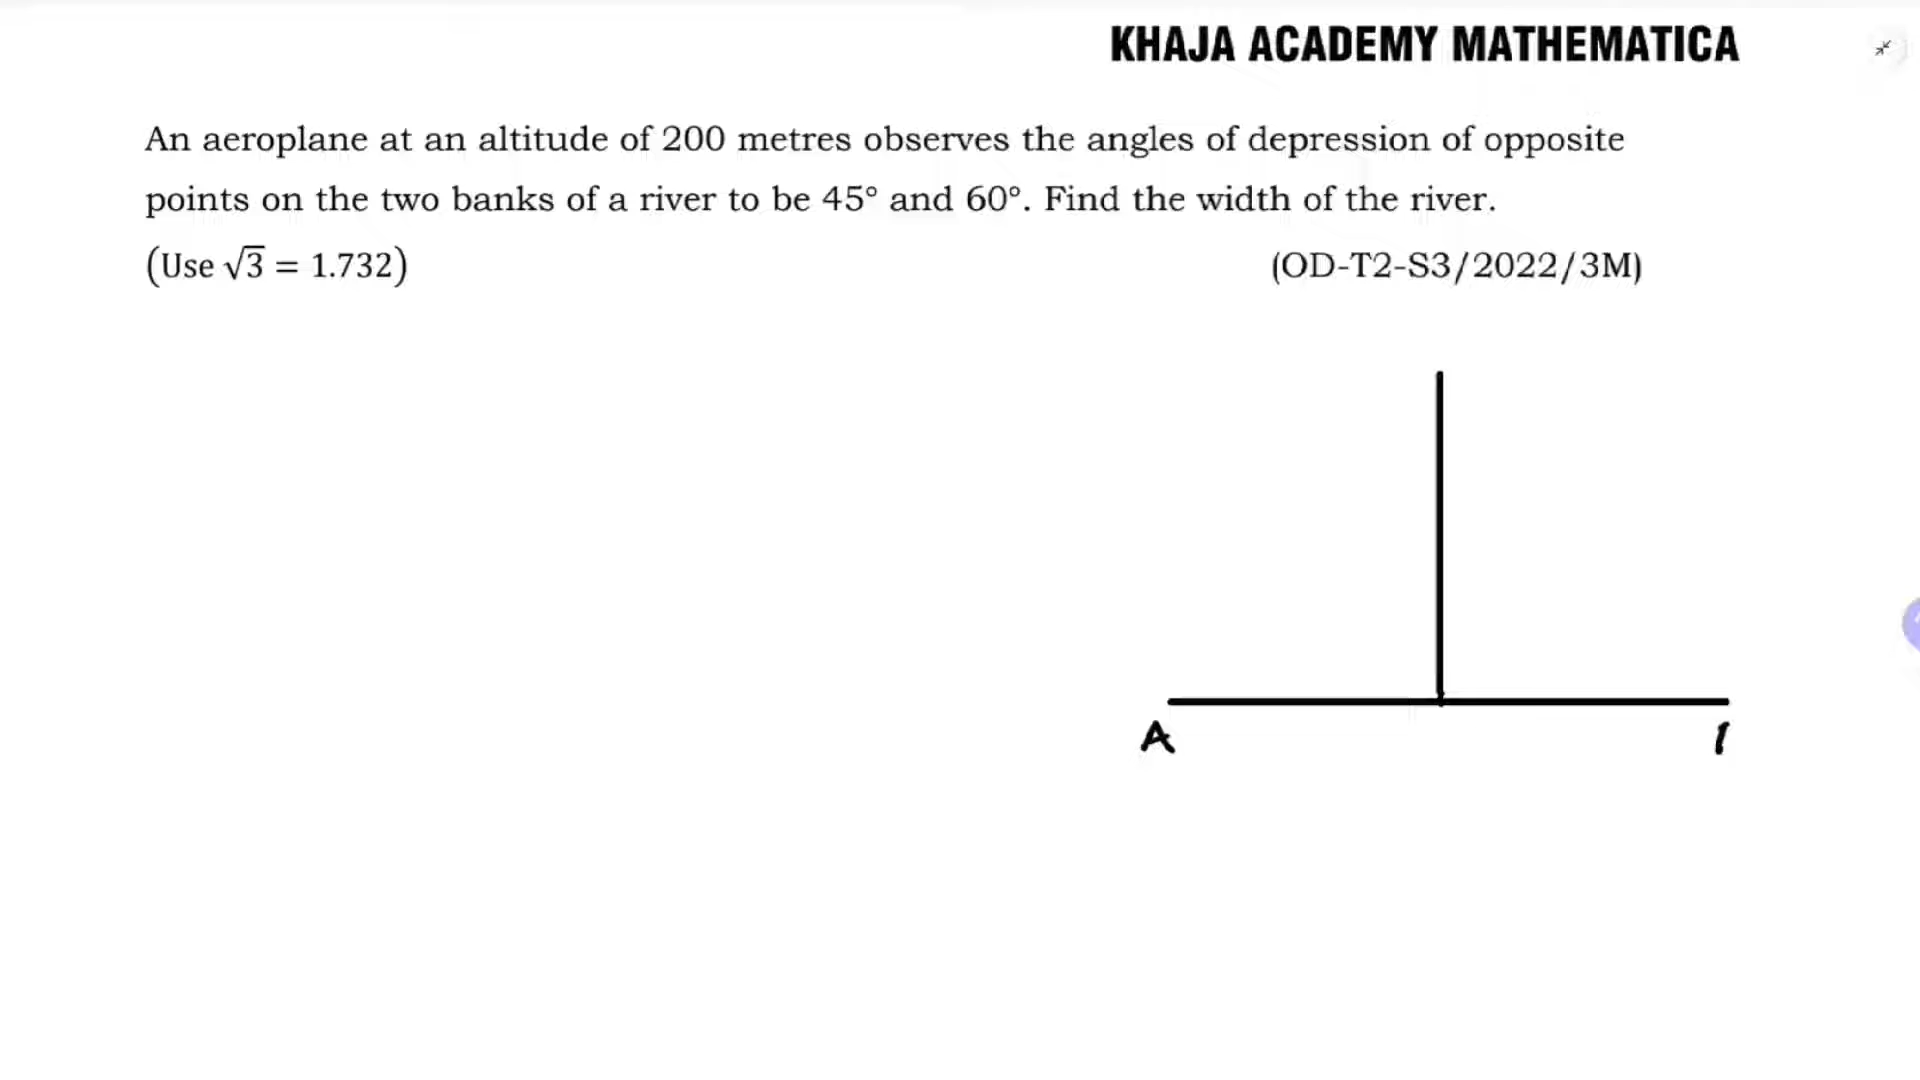 KHAJA ACADEMY MATHEMATICA
An aeroplane at an altitude of 200 metres observes the angles of depression of opposite
points on the two banks of a river to be 45° and 60°. Find the width of the river.
(Use √3 = 1.732) (OD-T2-S3/2022/3M)
A